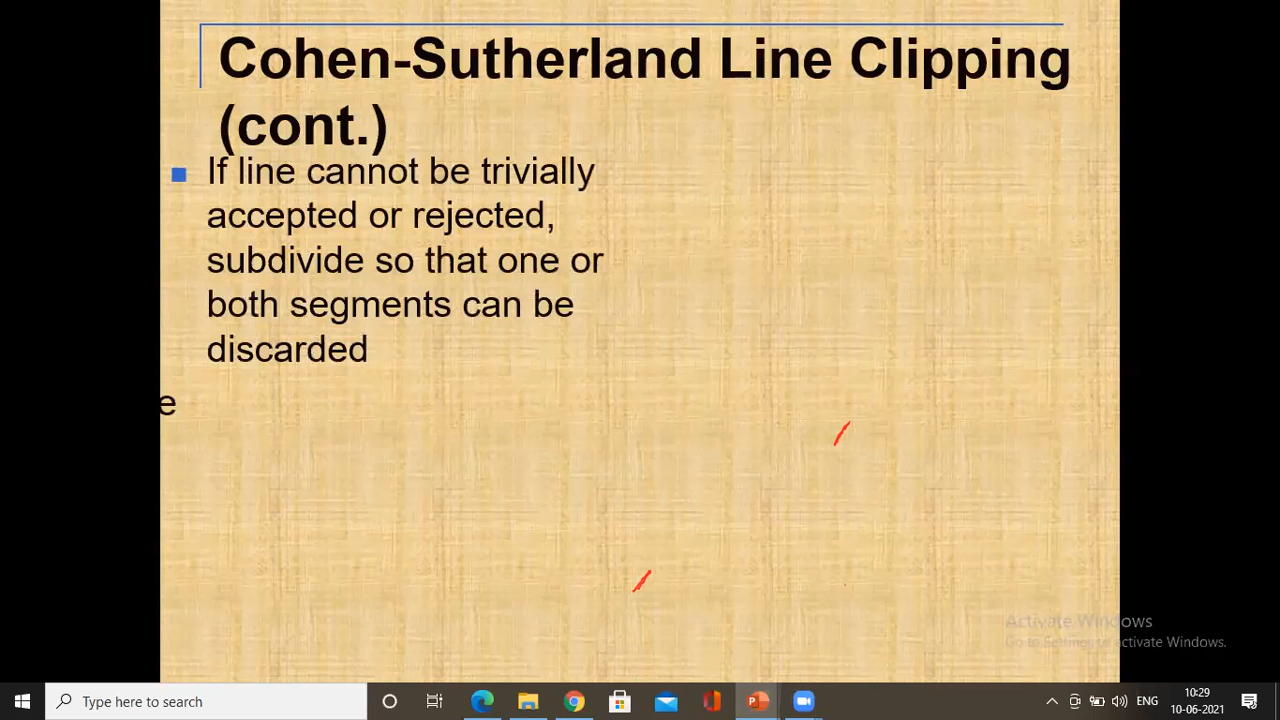 Cohen-Sutherland Line Clipping
(cont.)
If line cannot be trivially
accepted or rejected,
subdivide so that one or
both segments can be
discarded
e
Activate Windows
Go to Settings to activate Windows.
Type here to search
ENG
10:29
10-06-2021